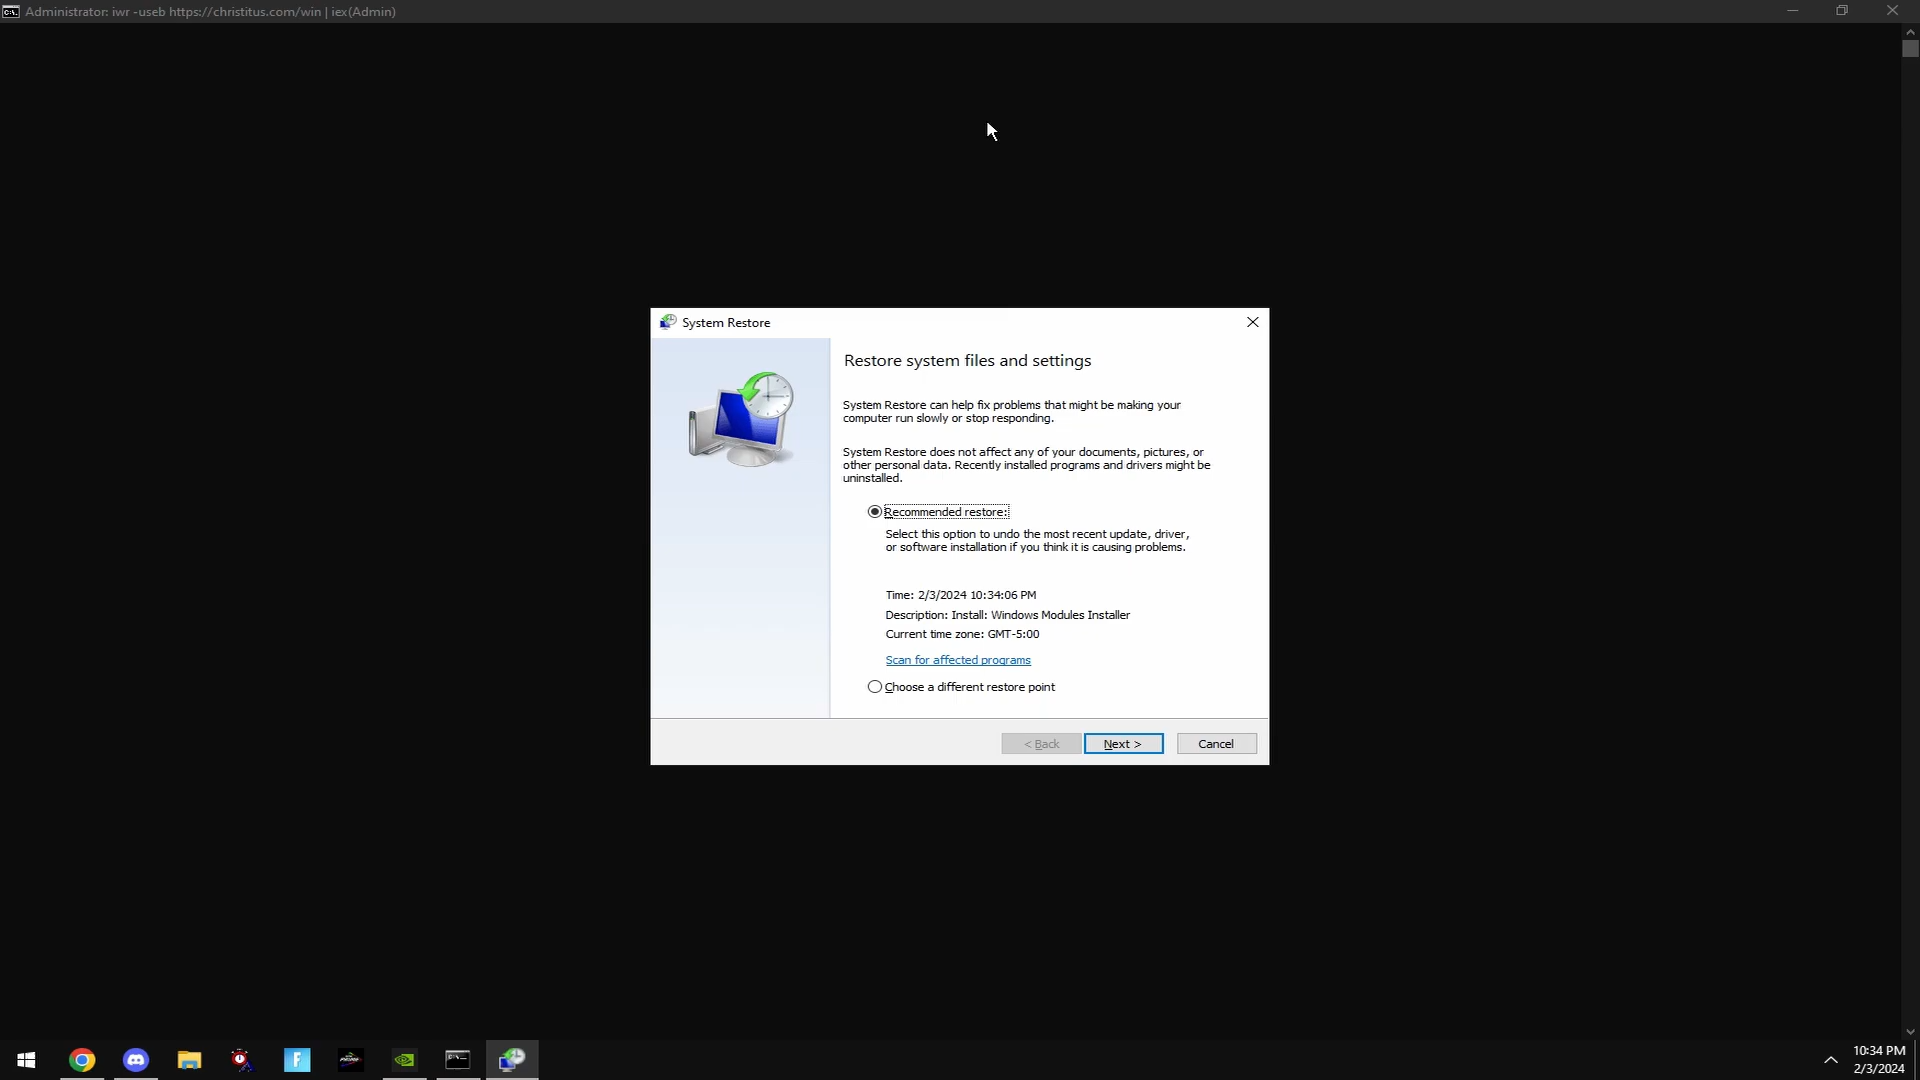 Administrator: iwr -useb https://christitus.com/win | iex(Admin)
System Restore
Restore system files and settings
System Restore can help fix problems that might be making your
computer run slowly or stop responding.
System Restore does not affect any of your documents, pictures, or
other personal data. Recently installed programs and drivers might be
uninstalled.
Recommended restore:
Select this option to undo the most recent update, driver,
or software installation if you think it is causing problems.
Time: 2/3/2024 10:34:06 PM
Description: Install: Windows Modules Installer
Current time zone: GMT-5:00
Scan for affected programs
Choose a different restore point
< Back
Next >
Cancel
10:34 PM
2/3/2024